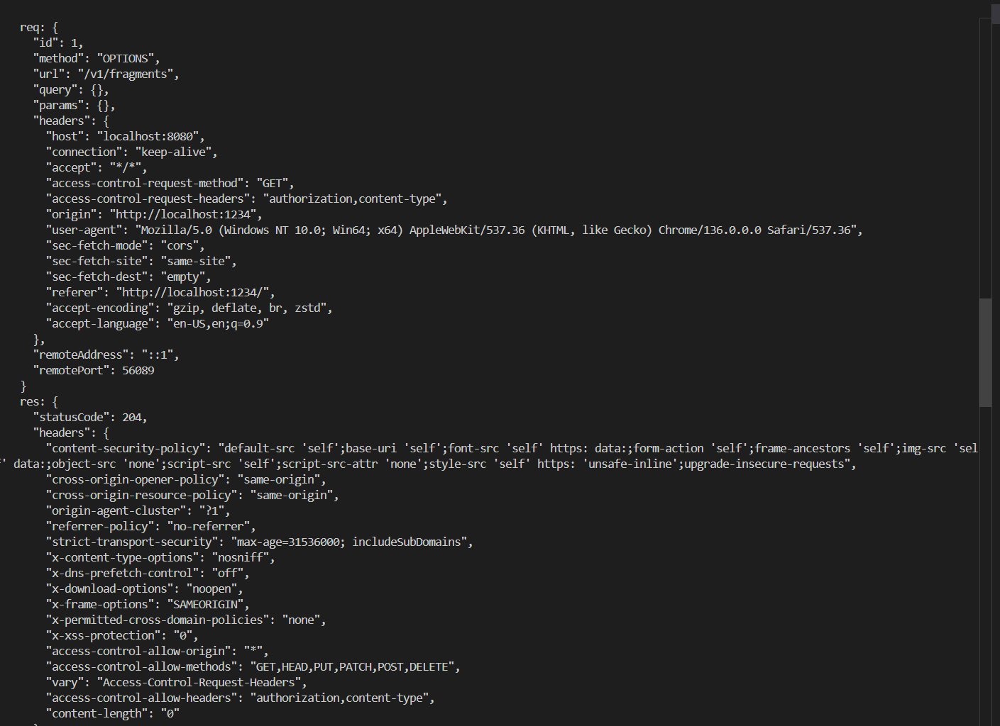 req: {
"id": 1,
"method": "OPTIONS",
"url": "/v1/fragments",
"query": {},
"params": {},
"headers": {
"host": "localhost:8080",
"connection": "keep-alive",
"accept": "*/*",
"access-control-request-method": "GET",
"access-control-request-headers": "authorization,content-type",
"origin": "http://localhost:1234",
"user-agent": "Mozilla/5.0 (Windows NT 10.0; Win64; x64) AppleWebKit/537.36 (KHTML, like Gecko) Chrome/136.0.0.0 Safari/537.36",
"sec-fetch-mode": "cors",
"sec-fetch-site": "same-site",
"sec-fetch-dest": "empty",
"referer": "http://localhost:1234/",
"accept-encoding": "gzip, deflate, br, zstd",
"accept-language": "en-US,en;q=0.9"
},
"remoteAddress": "::1",
"remotePort": 56089
}
res: {
"statusCode": 204,
"headers": {
"content-security-policy": "default-src 'self';base-uri 'self';font-src 'self' https: data:;form-action 'self';frame-ancestors 'self';img-src 'sel
f' data:;object-src 'none';script-src 'self';script-src-attr 'none';style-src 'self' https: 'unsafe-inline';upgrade-insecure-requests",
"cross-origin-opener-policy": "same-origin",
"cross-origin-resource-policy": "same-origin",
"origin-agent-cluster": "?1",
"referrer-policy": "no-referrer",
"strict-transport-security": "max-age=31536000; includeSubDomains",
"x-content-type-options": "nosniff",
"x-dns-prefetch-control": "off",
"x-download-options": "noopen",
"x-frame-options": "SAMEORIGIN",
"x-permitted-cross-domain-policies": "none",
"x-xss-protection": "0",
"access-control-allow-origin": "*",
"access-control-allow-methods": "GET,HEAD,PUT,PATCH,POST,DELETE",
"vary": "Access-Control-Request-Headers",
"access-control-allow-headers": "authorization,content-type",
"content-length": "0"